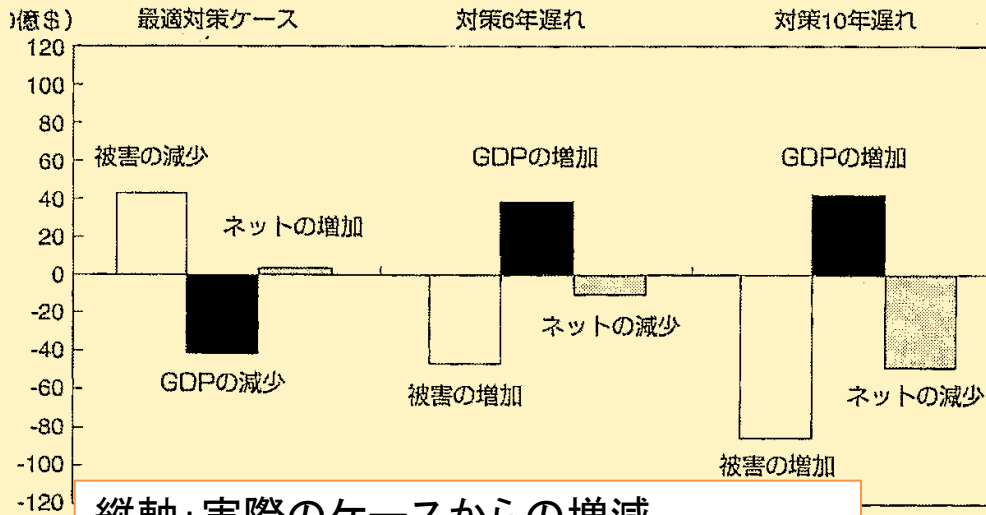 億$)
最適対策ケース
対策6年遅れ
対策10年遅れ
120
100
80
60
40
20
0
-20
-40
-60
-80
-100
-120
被害の減少
GDPの減少
ネットの増加
GDPの増加
被害の増加
ネットの減少
GDPの増加
被害の増加
ネットの減少
縦軸:実際のケースからの増減